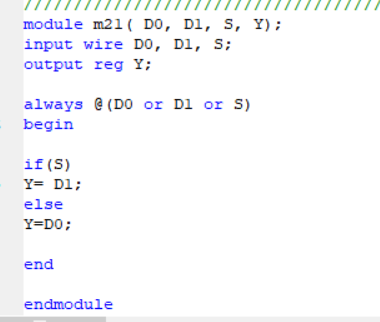 ////////////////////////////////////
module m21( D0, D1, S, Y);
input wire D0, D1, S;
output reg Y;
always @(D0 or D1 or S)
begin
if(S)
Y= D1;
else
Y=D0;
end
endmodule